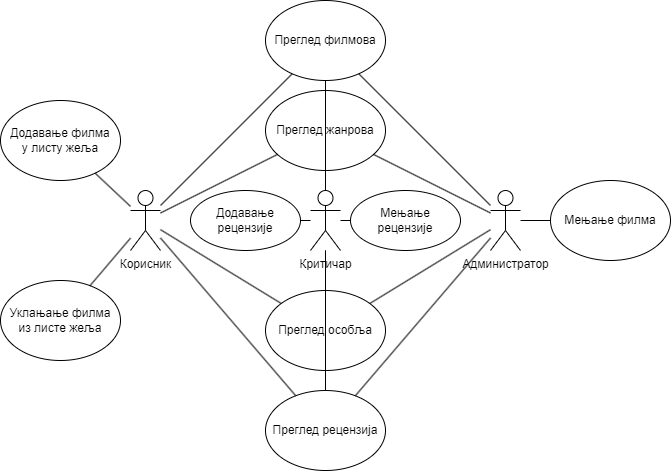 Преглед филмова
Додавање филма
у листу жеља
Преглед жанрова
Додавање
рецензије
Мењање
рецензије
Мењање филма
Корисник
Критичар
Администратор
Уклањање филма
из листе жеља
Преглед особља
Преглед рецензија